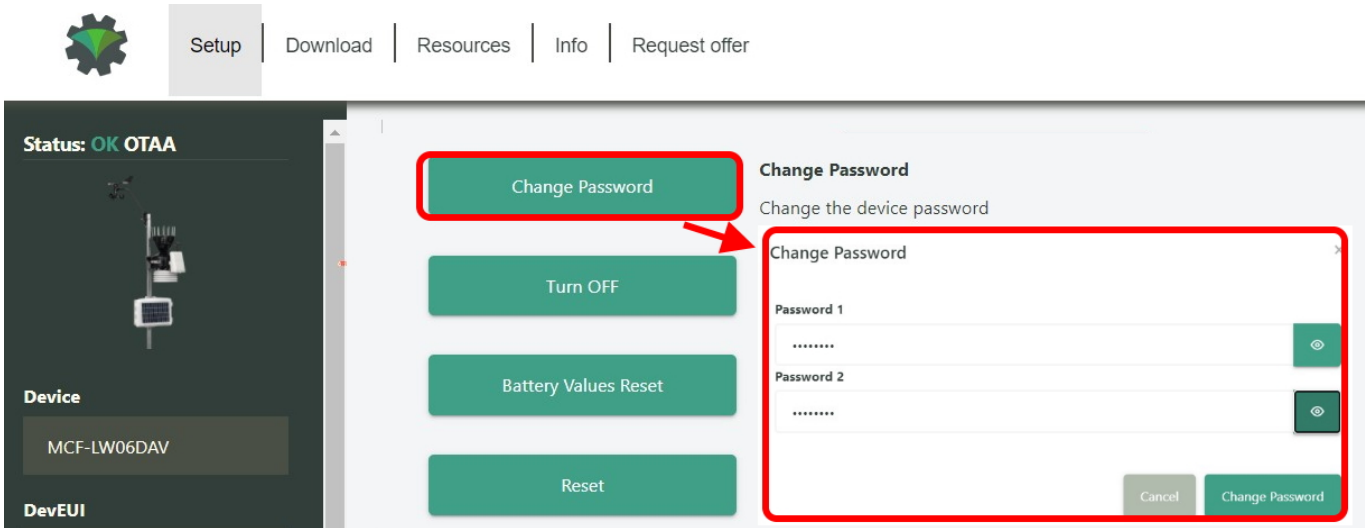 Setup
Download
Resources
Info
Request offer
Status: OK OTAA
Device
MCF-LW06DAV
DevEUI
Change Password
Turn OFF
Battery Values Reset
Reset
Change Password
Change the device password
Change Password
×
Password 1
........
Password 2
........
Cancel
Change Password